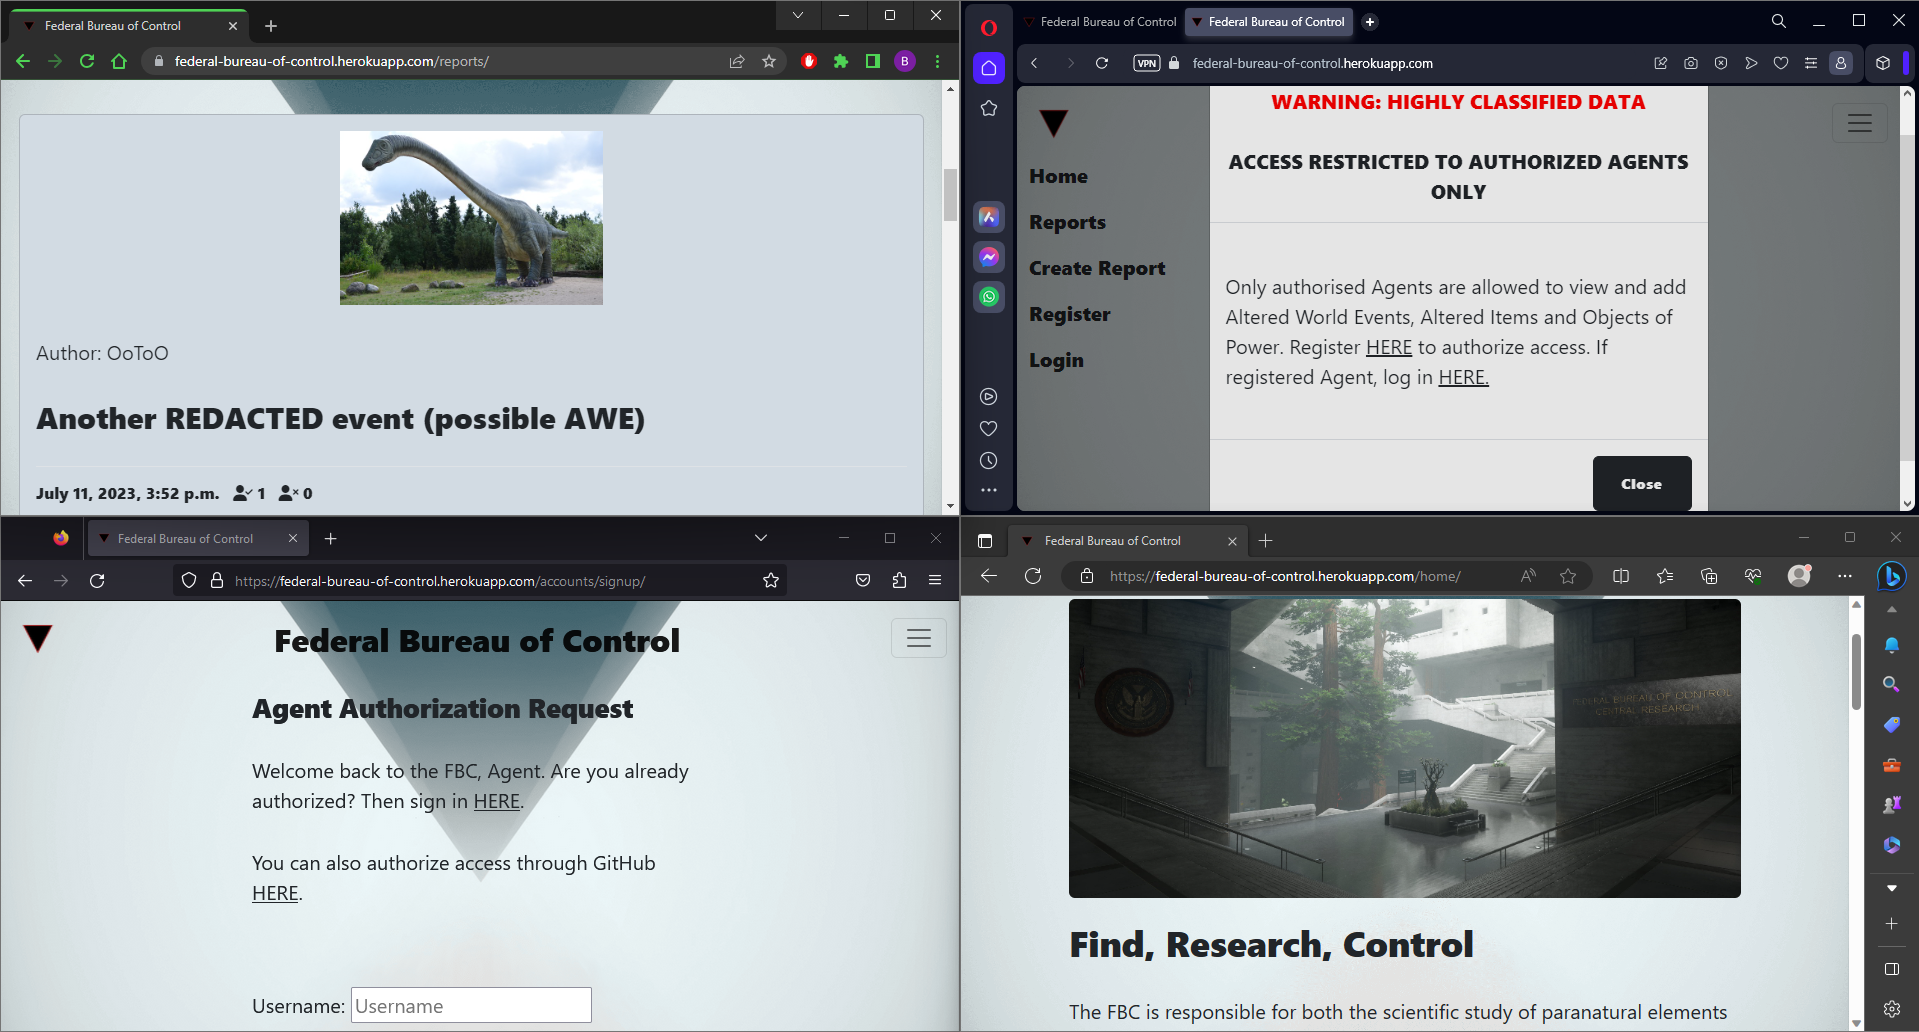 Federal Bureau of Control
federal-bureau-of-control.herokuapp.com/reports/
B
Author: OoToO
Another REDACTED event (possible AWE)
July 11, 2023, 3:52 p.m. 1 0
Federal Bureau of Control
Federal Bureau of Control
VPN
federal-bureau-of-control.herokuapp.com
WARNING: HIGHLY CLASSIFIED DATA
ACCESS RESTRICTED TO AUTHORIZED AGENTS
ONLY
Home
Reports
Create Report
Register
Login
Only authorised Agents are allowed to view and add
Altered World Events, Altered Items and Objects of
Power. Register HERE to authorize access. If
registered Agent, log in HERE.
Close
Federal Bureau of Control
https://federal-bureau-of-control.herokuapp.com/accounts/signup/
Federal Bureau of Control
Agent Authorization Request
Welcome back to the FBC, Agent. Are you already
authorized? Then sign in HERE.
You can also authorize access through GitHub
HERE.
Username: Username
Federal Bureau of Control
https://federal-bureau-of-control.herokuapp.com/home/
FEDERAL BUREAU OF CONTROL
CENTRAL RESEARCH
Find, Research, Control
The FBC is responsible for both the scientific study of paranatural elements